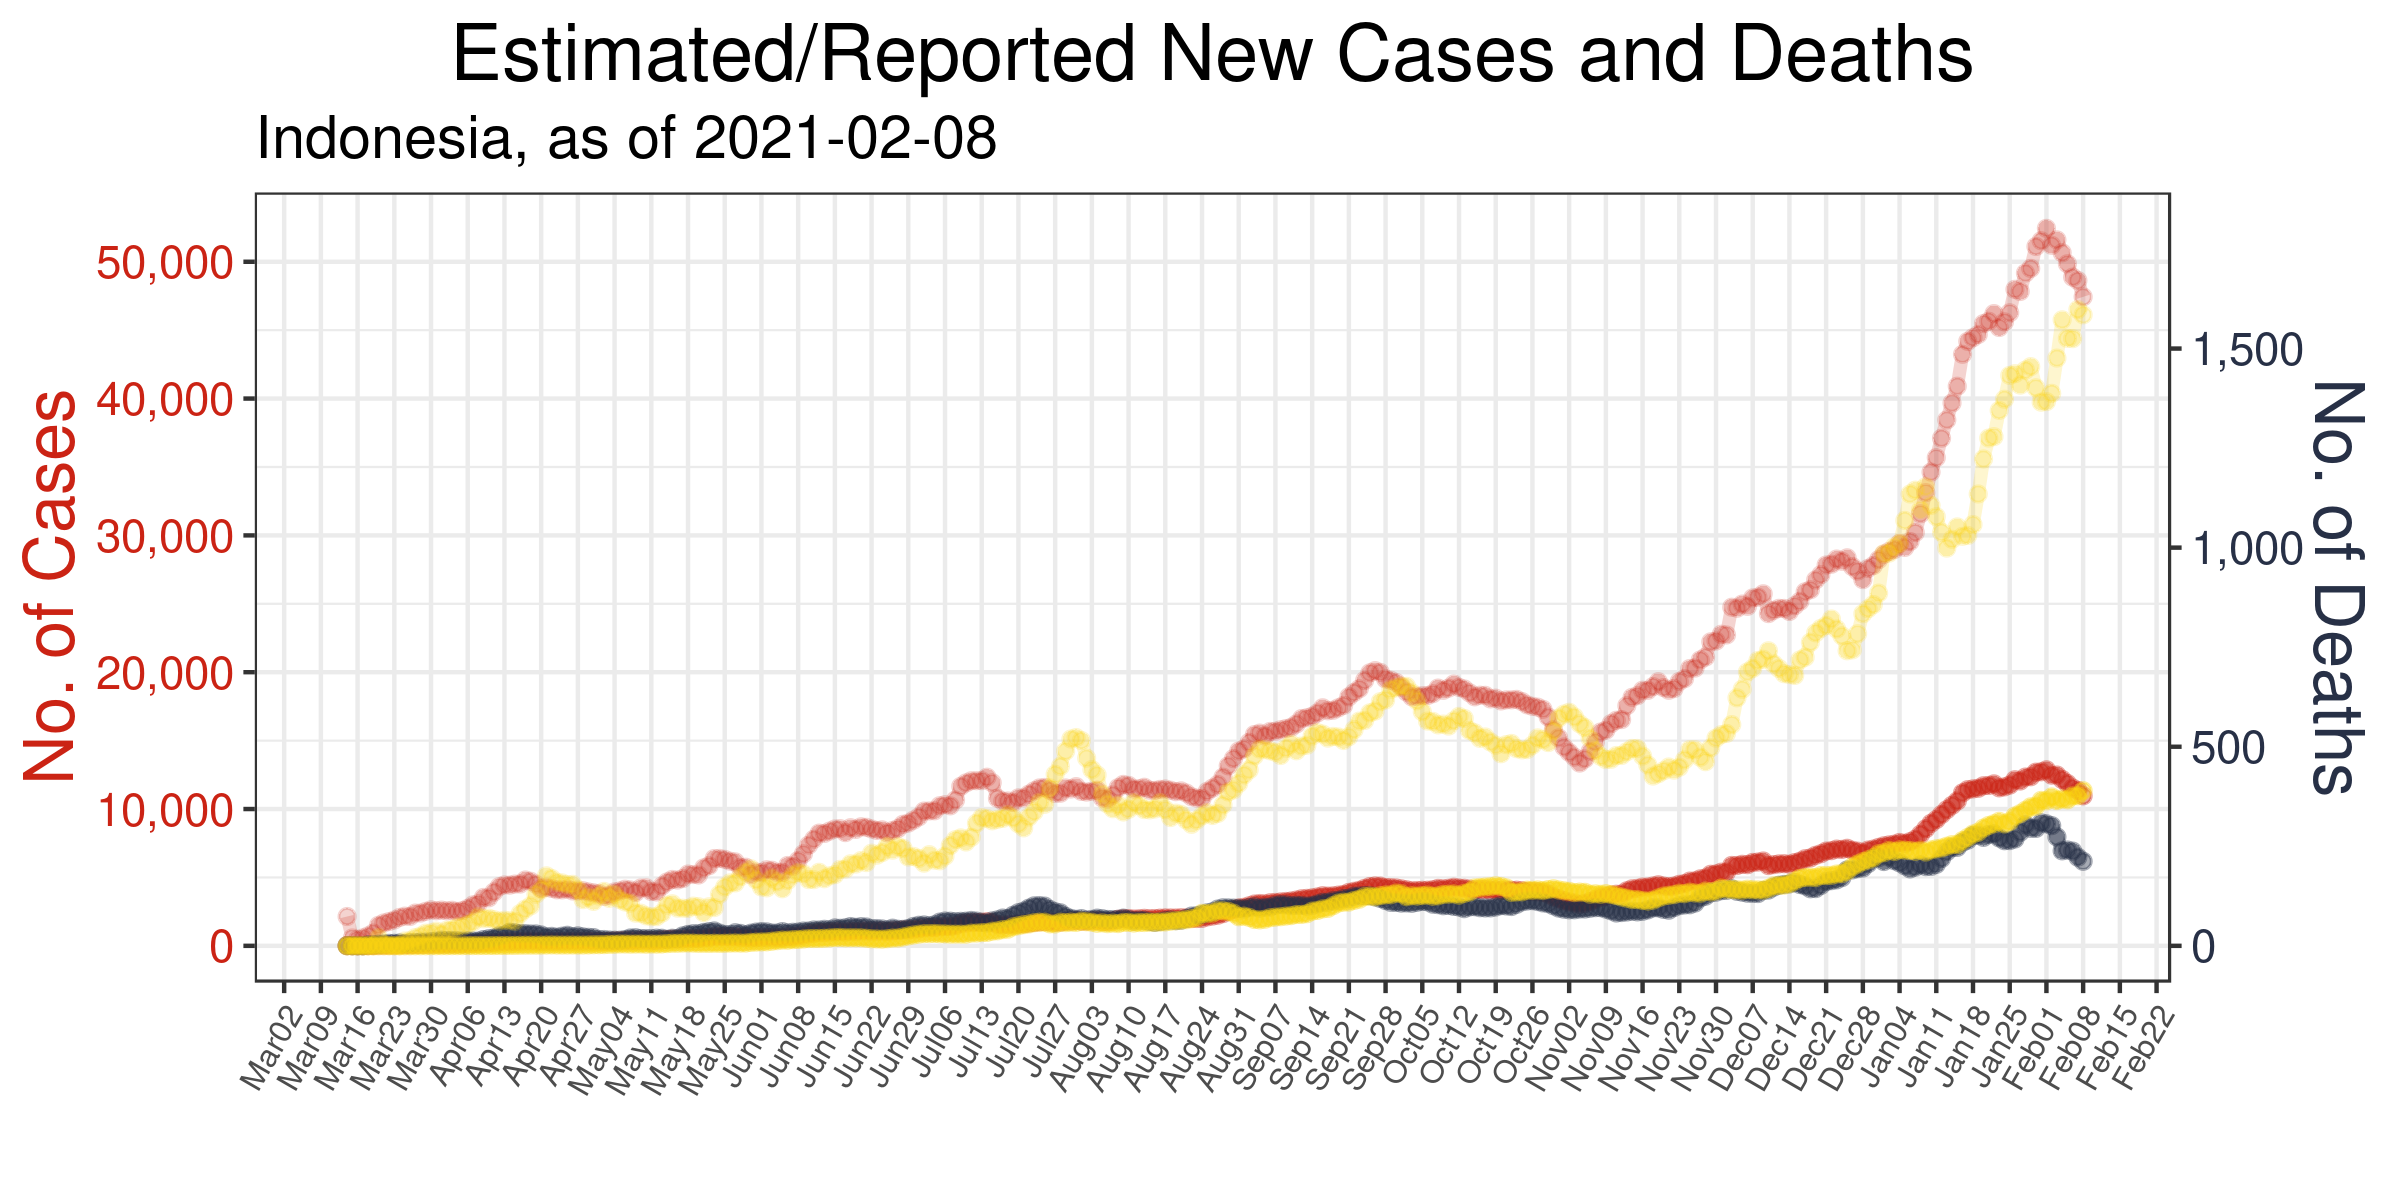 Estimated/Reported New Cases and Deaths
Indonesia, as of 2021-02-08
No. of Cases
50,000
40,000
30,000
20,000
10,000
0
1,500
1,000
500
0
No. of Deaths
Mar02
Mar09
Mar16
Mar23
Mar30
Apr06
Apr13
Apr20
Apr27
May04
May11
May18
May25
Jun01
Jun08
Jun15
Jun22
Jun29
Jul06
Jul13
Jul20
Jul27
Aug03
Aug10
Aug17
Aug24
Aug31
Sep07
Sep14
Sep21
Sep28
Oct05
Oct12
Oct19
Oct26
Nov02
Nov09
Nov16
Nov23
Nov30
Dec07
Dec14
Dec21
Dec28
Jan04
Jan11
Jan18
Jan25
Feb01
Feb08
Feb15
Feb22